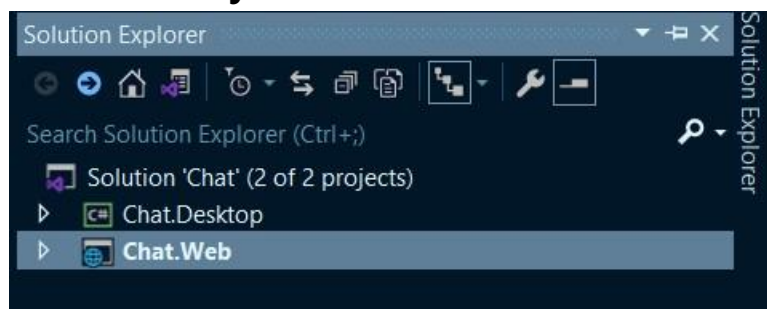 Solution Explorer
Search Solution Explorer (Ctrl+;)
Solution 'Chat' (2 of 2 projects)
C# Chat.Desktop
Chat.Web
Solution Explorer